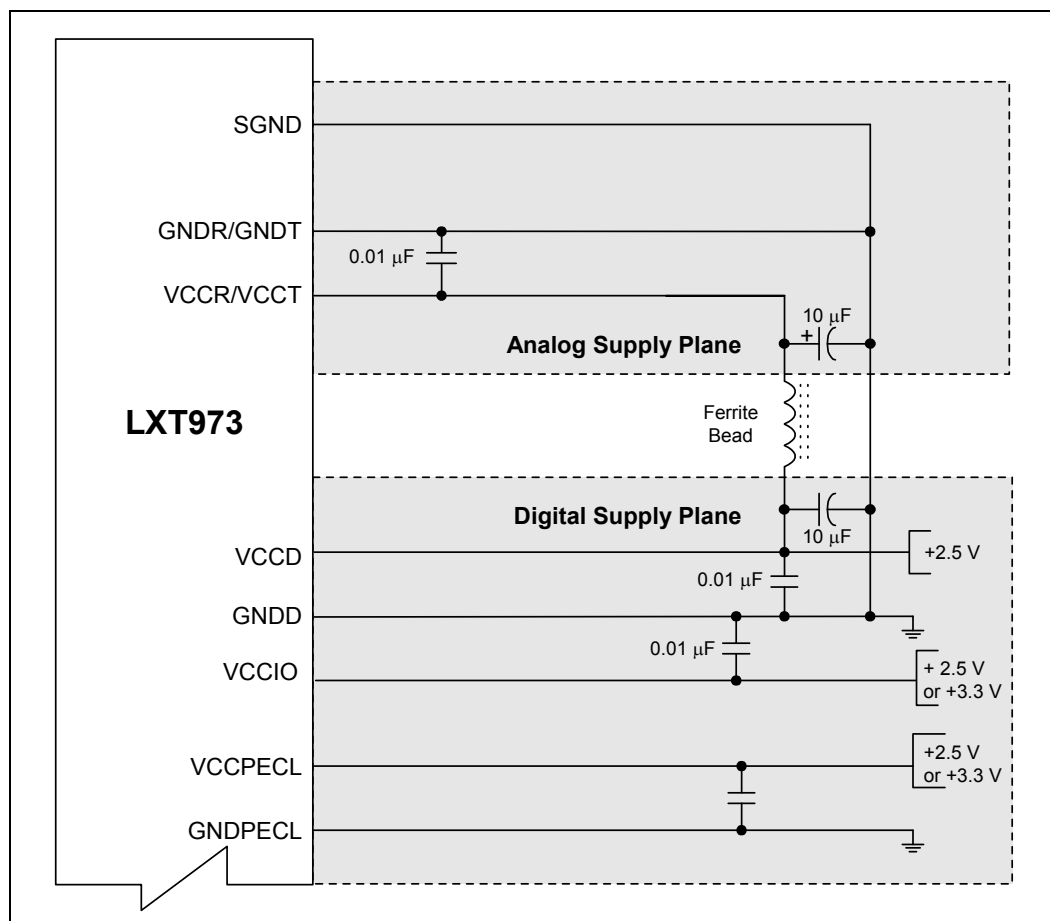 SGND
GNDR/GNDT
0.01 µF
VCCR/VCCT
10 µF
+
Analog Supply Plane
LXT973
Ferrite
Bead
Digital Supply Plane
10 µF
VCCD
+2.5 V
0.01 µF
GNDD
0.01 µF
VCCIO
+ 2.5 V
or +3.3 V
VCCPECL
+2.5 V
or +3.3 V
GNDPECL